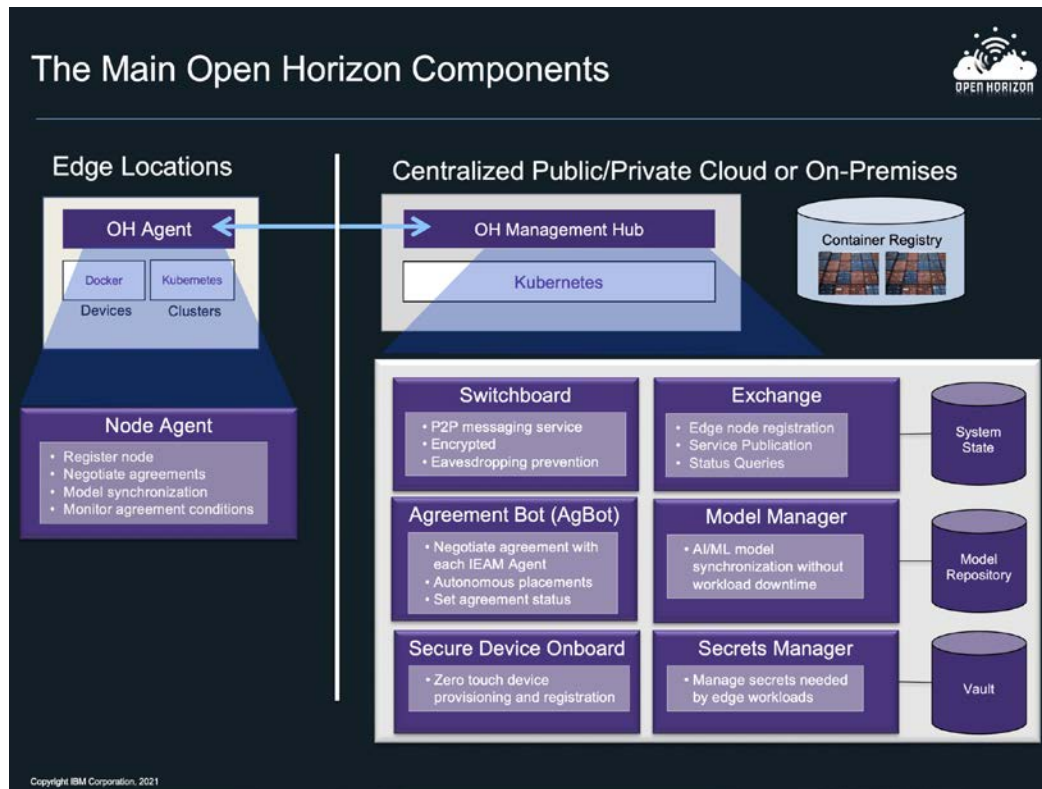 The Main Open Horizon Components
OPEN HORIZON
Edge Locations
OH Agent
Docker
Kubernetes
Devices
Clusters
Node Agent
• Register node
• Negotiate agreements
• Model synchronization
• Monitor agreement conditions
Centralized Public/Private Cloud or On-Premises
OH Management Hub
Kubernetes
Container Registry
Switchboard
• P2P messaging service
• Encrypted
• Eavesdropping prevention
Exchange
• Edge node registration
• Service Publication
• Status Queries
System
State
Agreement Bot (AgBot)
• Negotiate agreement with
each IEAM Agent
• Autonomous placements
• Set agreement status
Model Manager
• AI/ML model
synchronization without
workload downtime
Model
Repository
Secure Device Onboard
• Zero touch device
provisioning and registration
Secrets Manager
• Manage secrets needed
by edge workloads
Vault
Copyright IBM Corporation, 2021